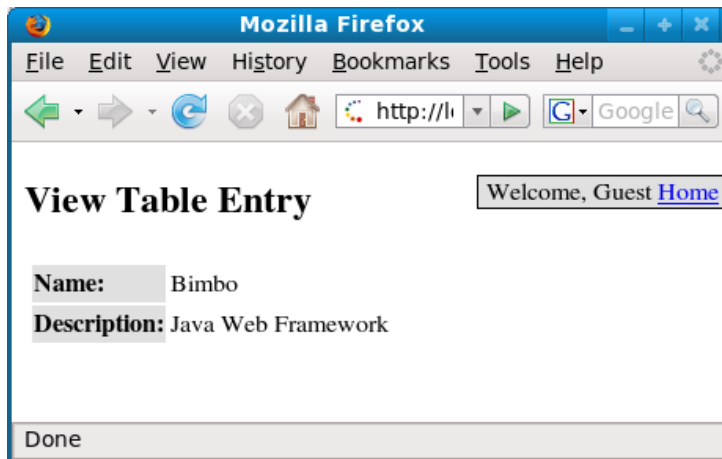 Mozilla Firefox
File Edit View History Bookmarks Tools Help
http://l G Google
View Table Entry
Welcome, Guest Home
Name: Bimbo
Description: Java Web Framework
Done